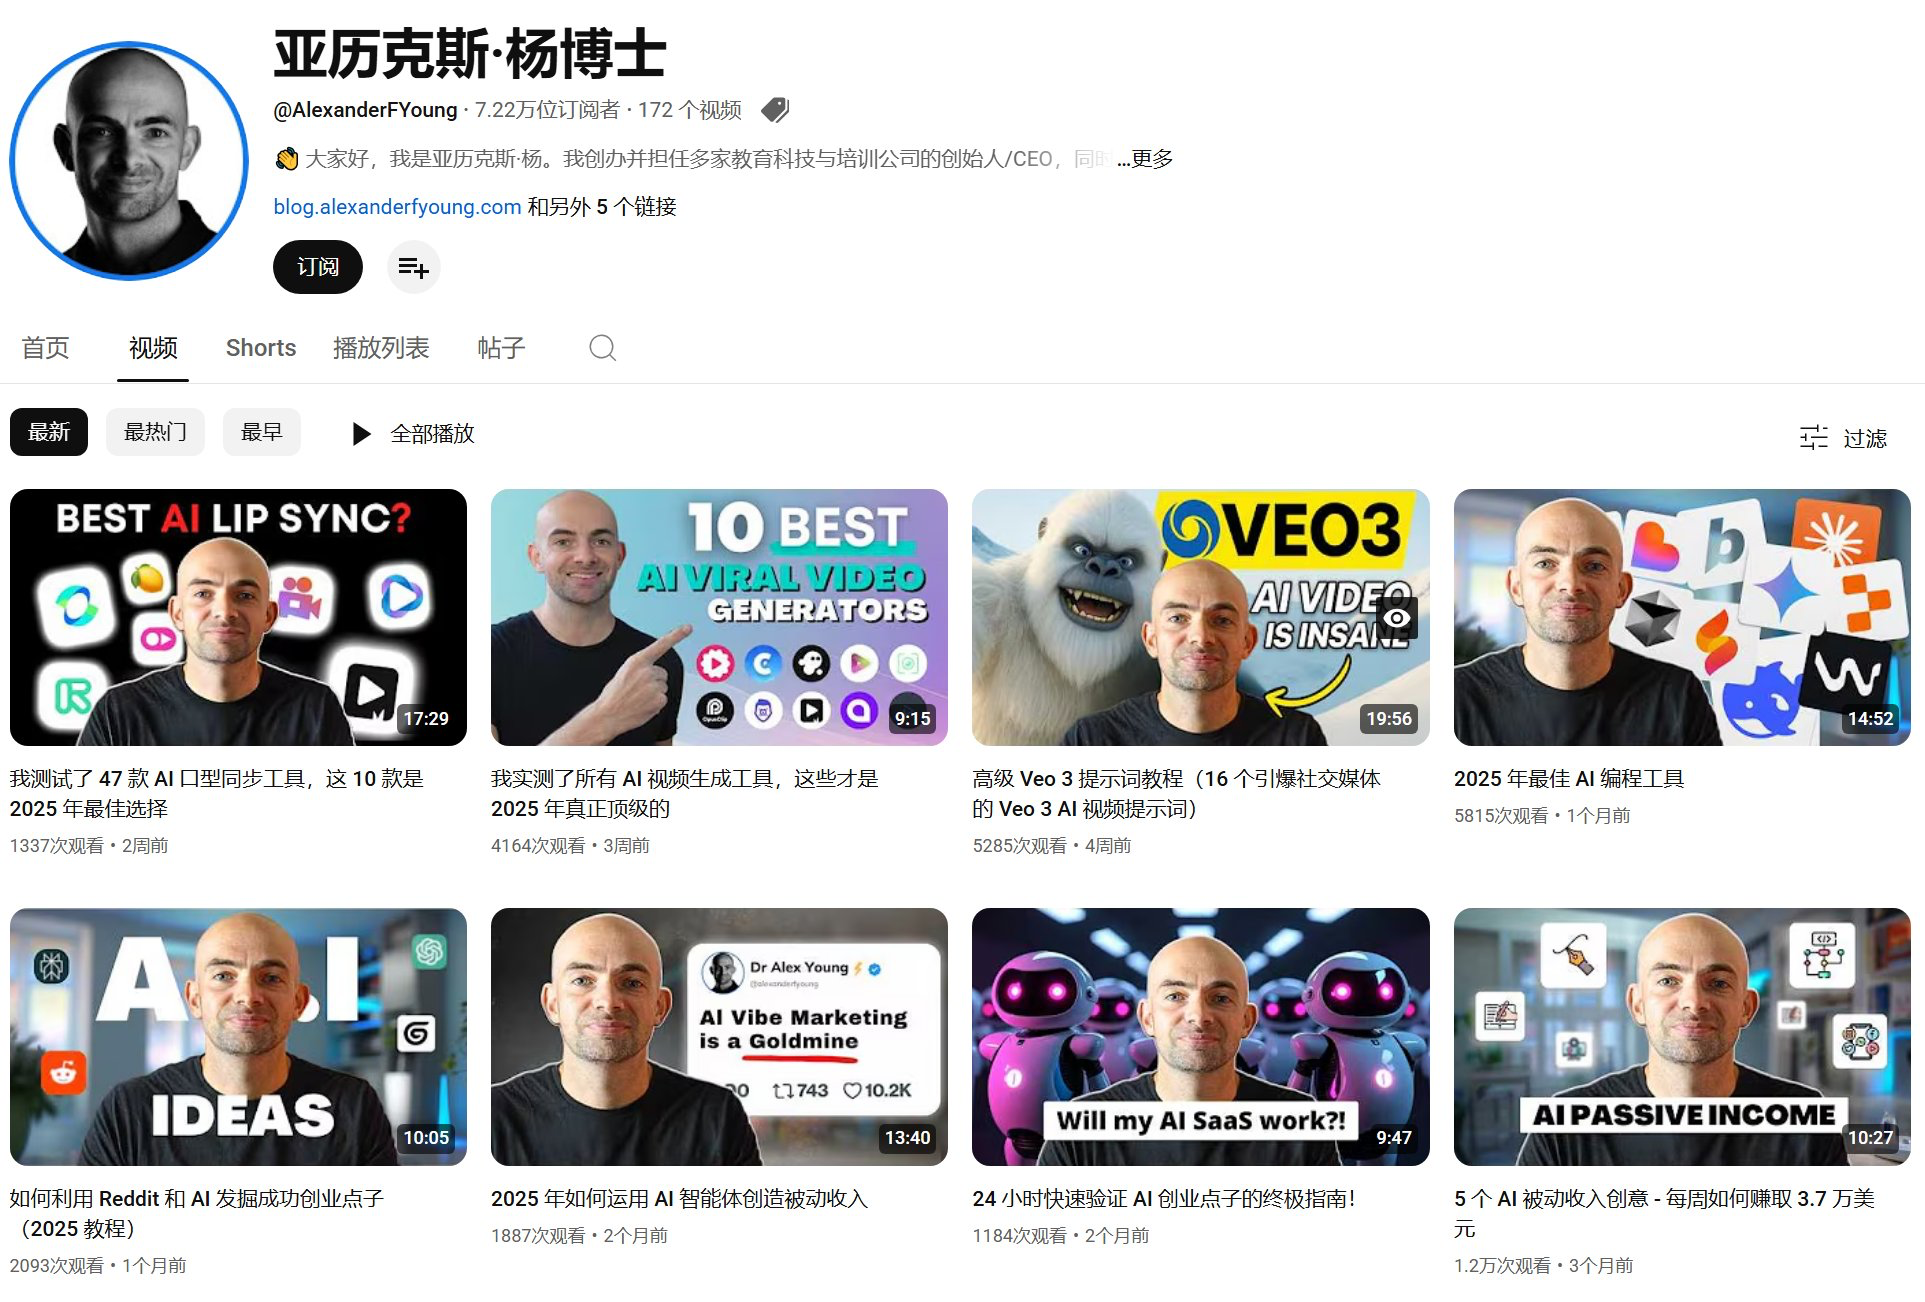 亚历克斯·杨博士
@AlexanderFYoung · 7.22万位订阅者 · 172 个视频
👋 大家好，我是亚历克斯·杨。我创办并担任多家教育科技与培训公司的创始人/CEO，同时 ...更多
blog.alexanderfyoung.com 和另外 5 个链接
订阅
首页 视频 Shorts 播放列表 帖子
最新 最热门 最早 全部播放 过滤
BEST AI LIP SYNC?
17:29
10 BEST
AI VIRAL VIDEO
GENERATORS
OpusClip
9:15
VEO3
AI VIDEO
IS INSANE
19:56
b
14:52
我测试了 47 款 AI 口型同步工具，这 10 款是
2025 年最佳选择
1337次观看 • 2周前
我实测了所有 AI 视频生成工具，这些才是
2025 年真正顶级的
4164次观看 • 3周前
高级 Veo 3 提示词教程（16 个引爆社交媒体
的 Veo 3 AI 视频提示词）
5285次观看 • 4周前
2025 年最佳 AI 编程工具
5815次观看 • 1个月前
A.I
IDEAS
10:05
Dr Alex Young⚡
@alexanderfyoung
AI Vibe Marketing
is a Goldmine
743 10.2K
13:40
Will my AI SaaS work?!
9:47
AI PASSIVE INCOME
10:27
如何利用 Reddit 和 AI 发掘成功创业点子
（2025 教程）
2093次观看 • 1个月前
2025 年如何运用 AI 智能体创造被动收入
1887次观看 • 2个月前
24 小时快速验证 AI 创业点子的终极指南！
1184次观看 • 2个月前
5 个 AI 被动收入创意 - 每周如何赚取 3.7 万美
元
1.2万次观看 • 3个月前